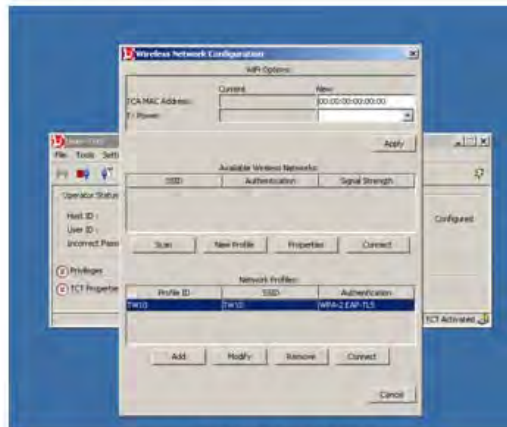 Wireless Network Configuration
WiFi Options:
Current New
TCA MAC Address: 00:00:00:00:00:00
Power:
Apply
File Tools
Available Wireless Networks:
SSID Authentication Signal Strength
Operator Status
Host ID :
User ID :
Incorrect
Configured
Scan New Profile Properties Connect
Privileges
TCT Properties
Network Profiles:
Profile ID SSID Authentication
TW10 TW10 WPA-2 EAP-TLS
TCT Activated
Add Modify Remove Connect
Cancel